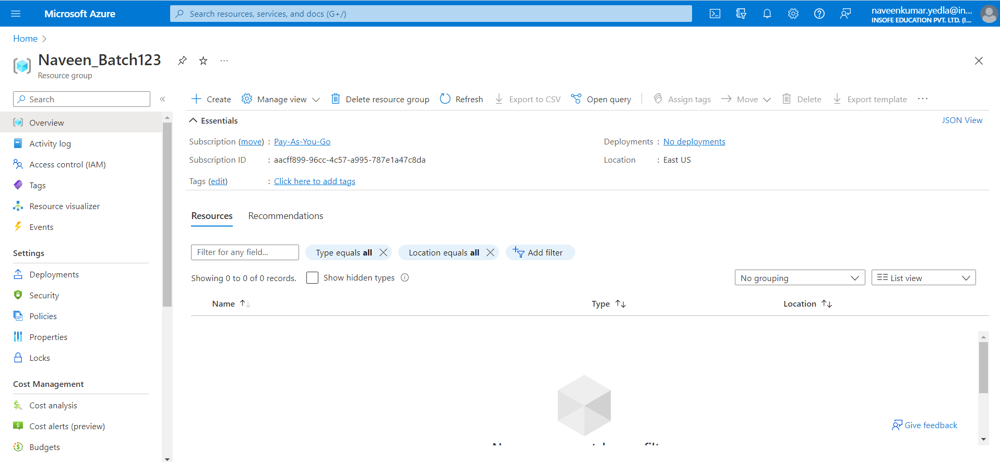 Microsoft Azure
Search resources, services, and docs (G+/)
naveenkumar.yedla@in...
INSOFE EDUCATION PVT. LTD. (I...
Home
Naveen_Batch123
Resource group
Search
Create
Manage view
Delete resource group
Refresh
Export to CSV
Open query
Assign tags
Move
Delete
Export template
Overview
Activity log
Access control (IAM)
Tags
Resource visualizer
Events
Settings
Deployments
Security
Policies
Properties
Locks
Cost Management
Cost analysis
Cost alerts (preview)
Budgets
Essentials
JSON View
Subscription (move) : Pay-As-You-Go
Deployments : No deployments
Subscription ID : aacff899-96cc-4c57-a995-787e1a47c8da
Location : East US
Tags (edit) : Click here to add tags
Resources
Recommendations
Filter for any field...
Type equals all
Location equals all
Add filter
Showing 0 to 0 of 0 records.
Show hidden types
No grouping
List view
Name
Type
Location
Give feedback